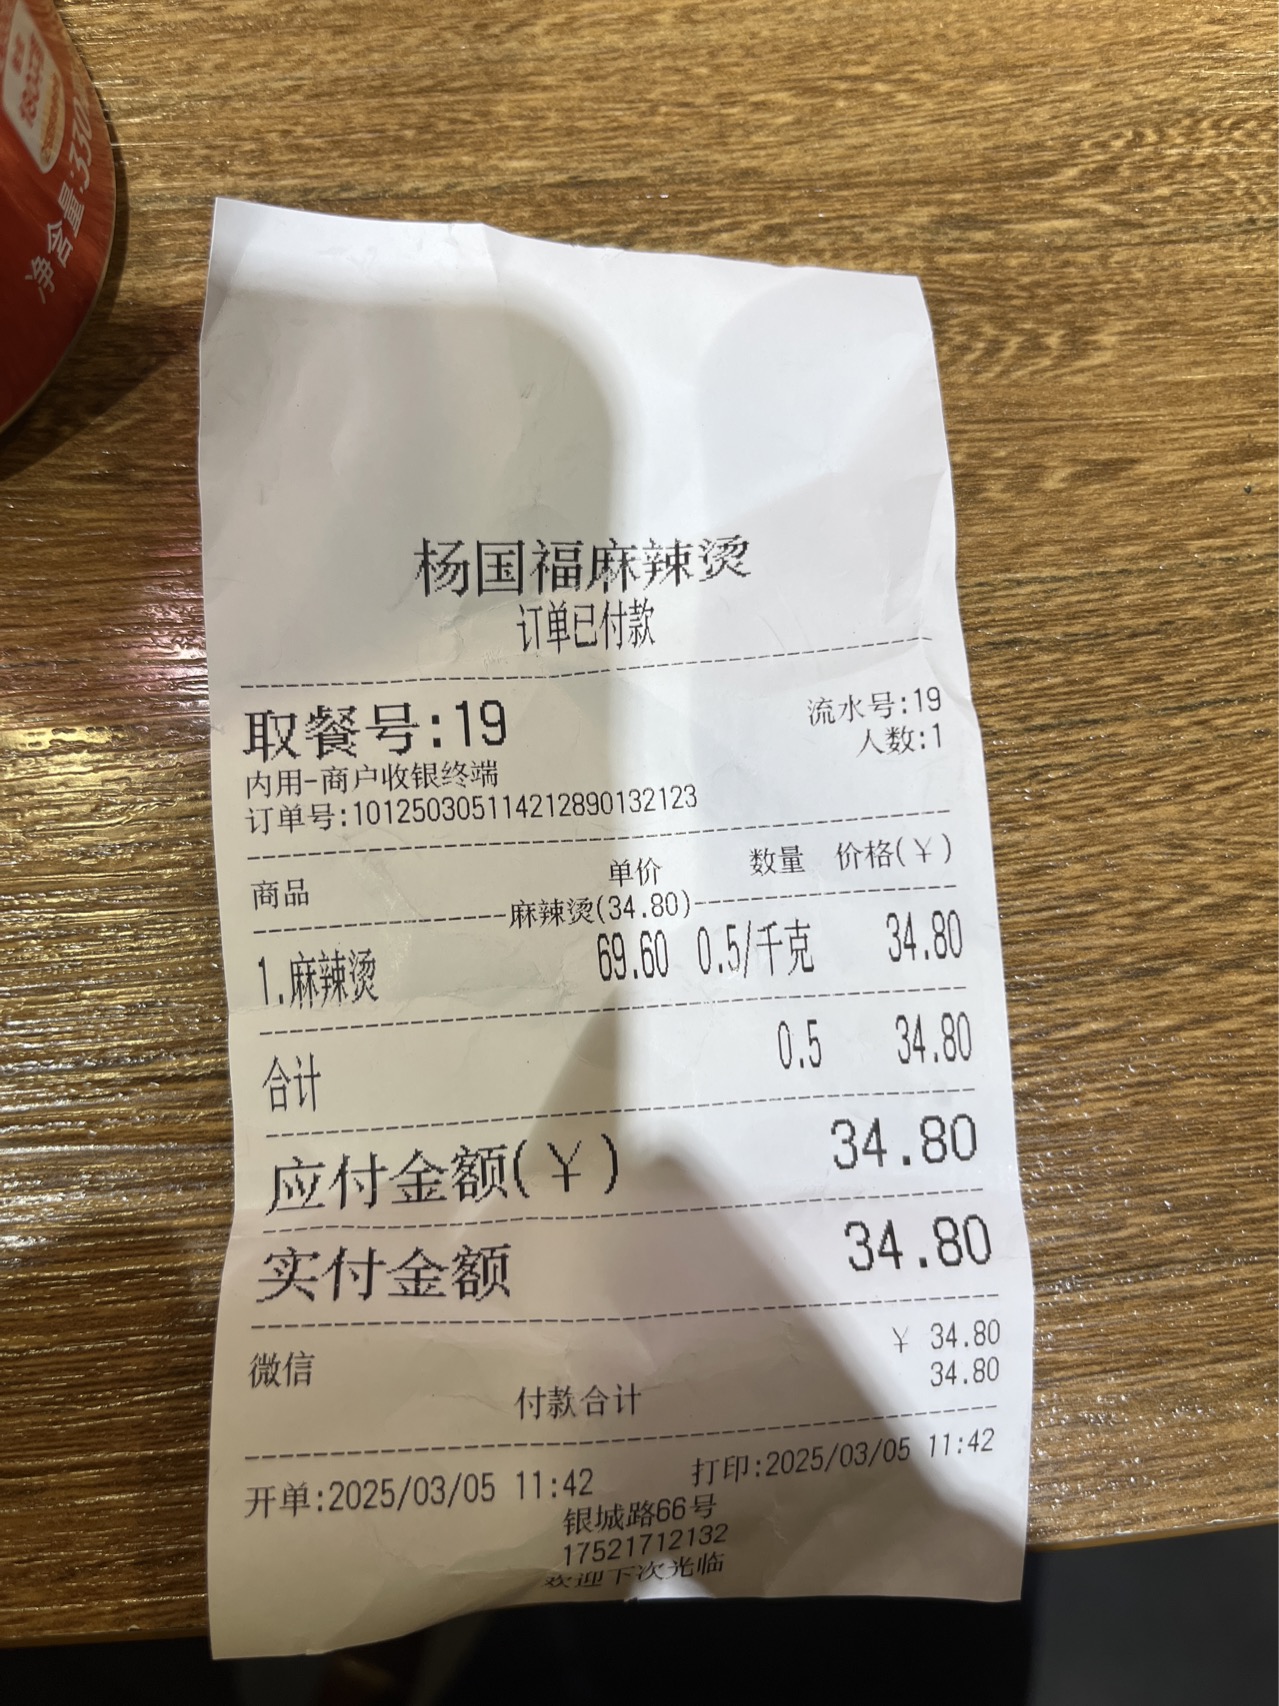 净含量:330
杨国福麻辣烫
订单已付款
取餐号:19
流水号:19
人数:1
内用-商户收银终端
订单号:101250305114212890132123
商品 单价 数量 价格(¥)
麻辣烫(34.80)
1.麻辣烫 69.60 0.5/千克 34.80
合计 0.5 34.80
应付金额(¥) 34.80
实付金额 34.80
微信 ¥ 34.80
付款合计 34.80
开单:2025/03/05 11:42 打印:2025/03/05 11:42
银城路66号
17521712132
欢迎下次光临